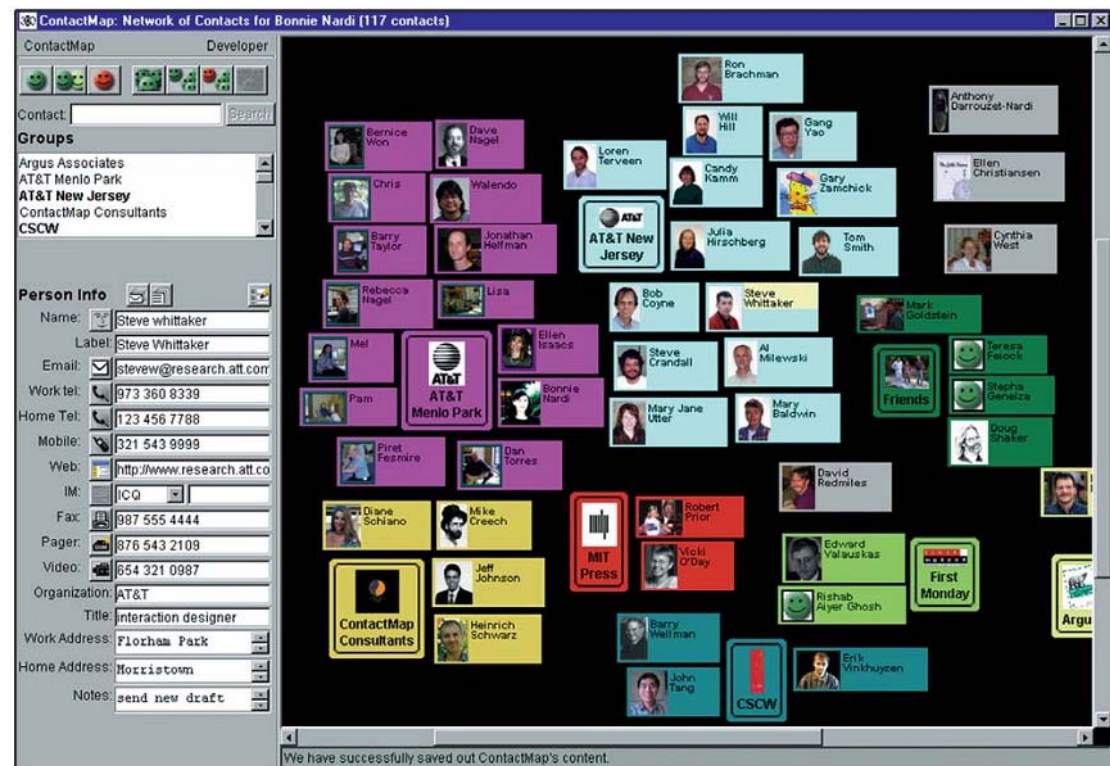 ContactMap: Network of Contacts for Bonnie Nardi (117 contacts)
ContactMap Developer
Contact: Search
Groups
Argus Associates
AT&T Menlo Park
AT&T New Jersey
ContactMap Consultants
CSCW
Person Info
Name: Steve whittaker
Label: Steve Whittaker
Email: stevew@research.att.com
Work tel: 973 360 8339
Home Tel: 123 456 7788
Mobile: 321 543 9999
Web: http://www.research.att.co
IM: ICQ
Fax: 987 555 4444
Pager: 876 543 2109
Video: 654 321 0987
Organization: AT&T
Title: interaction designer
Work Address: Florham Park
Home Address: Morristown
Notes: send new draft
Ron
Brachman
Will
Hill
Gang
Yao
Loren
Terveen
Candy
Kamm
Gary
Zamchick
AT&T
AT&T New
Jersey
Julia
Hirschberg
Tom
Smith
Bob
Coyne
Steve
Whittaker
Steve
Crandall
Al
Milewski
Mary Jane
Utter
Mary
Baldwin
Anthony
Darrouzet-Nardi
Ellen
Christiansen
Cynthia
West
Bernice
Won
Dave
Nagel
Chris
Walendo
Barry
Taylor
Jonathan
Helfman
Rebecca
Nagel
Lisa
Mel
Ellen
Isaacs
AT&T
AT&T
Menlo Park
Pam
Bonnie
Nardi
Piret
Fesmire
Dan
Torres
Mark
Goldstein
Friends
Teresa
Feiock
Stepha
Geneiza
Doug
Shaker
David
Redmiles
Diane
Schiano
Mike
Creech
Jeff
Johnson
ContactMap
Consultants
Heinrich
Schwarz
MIT
Press
Robert
Prior
Vicki
O'Day
Edward
Valauskas
Rishab
Aiyer Ghosh
First
Monday
Argu
Barry
Wellman
John
Tang
CSCW
Erik
Vinkhuyzen
We have successfully saved out ContactMap's content.